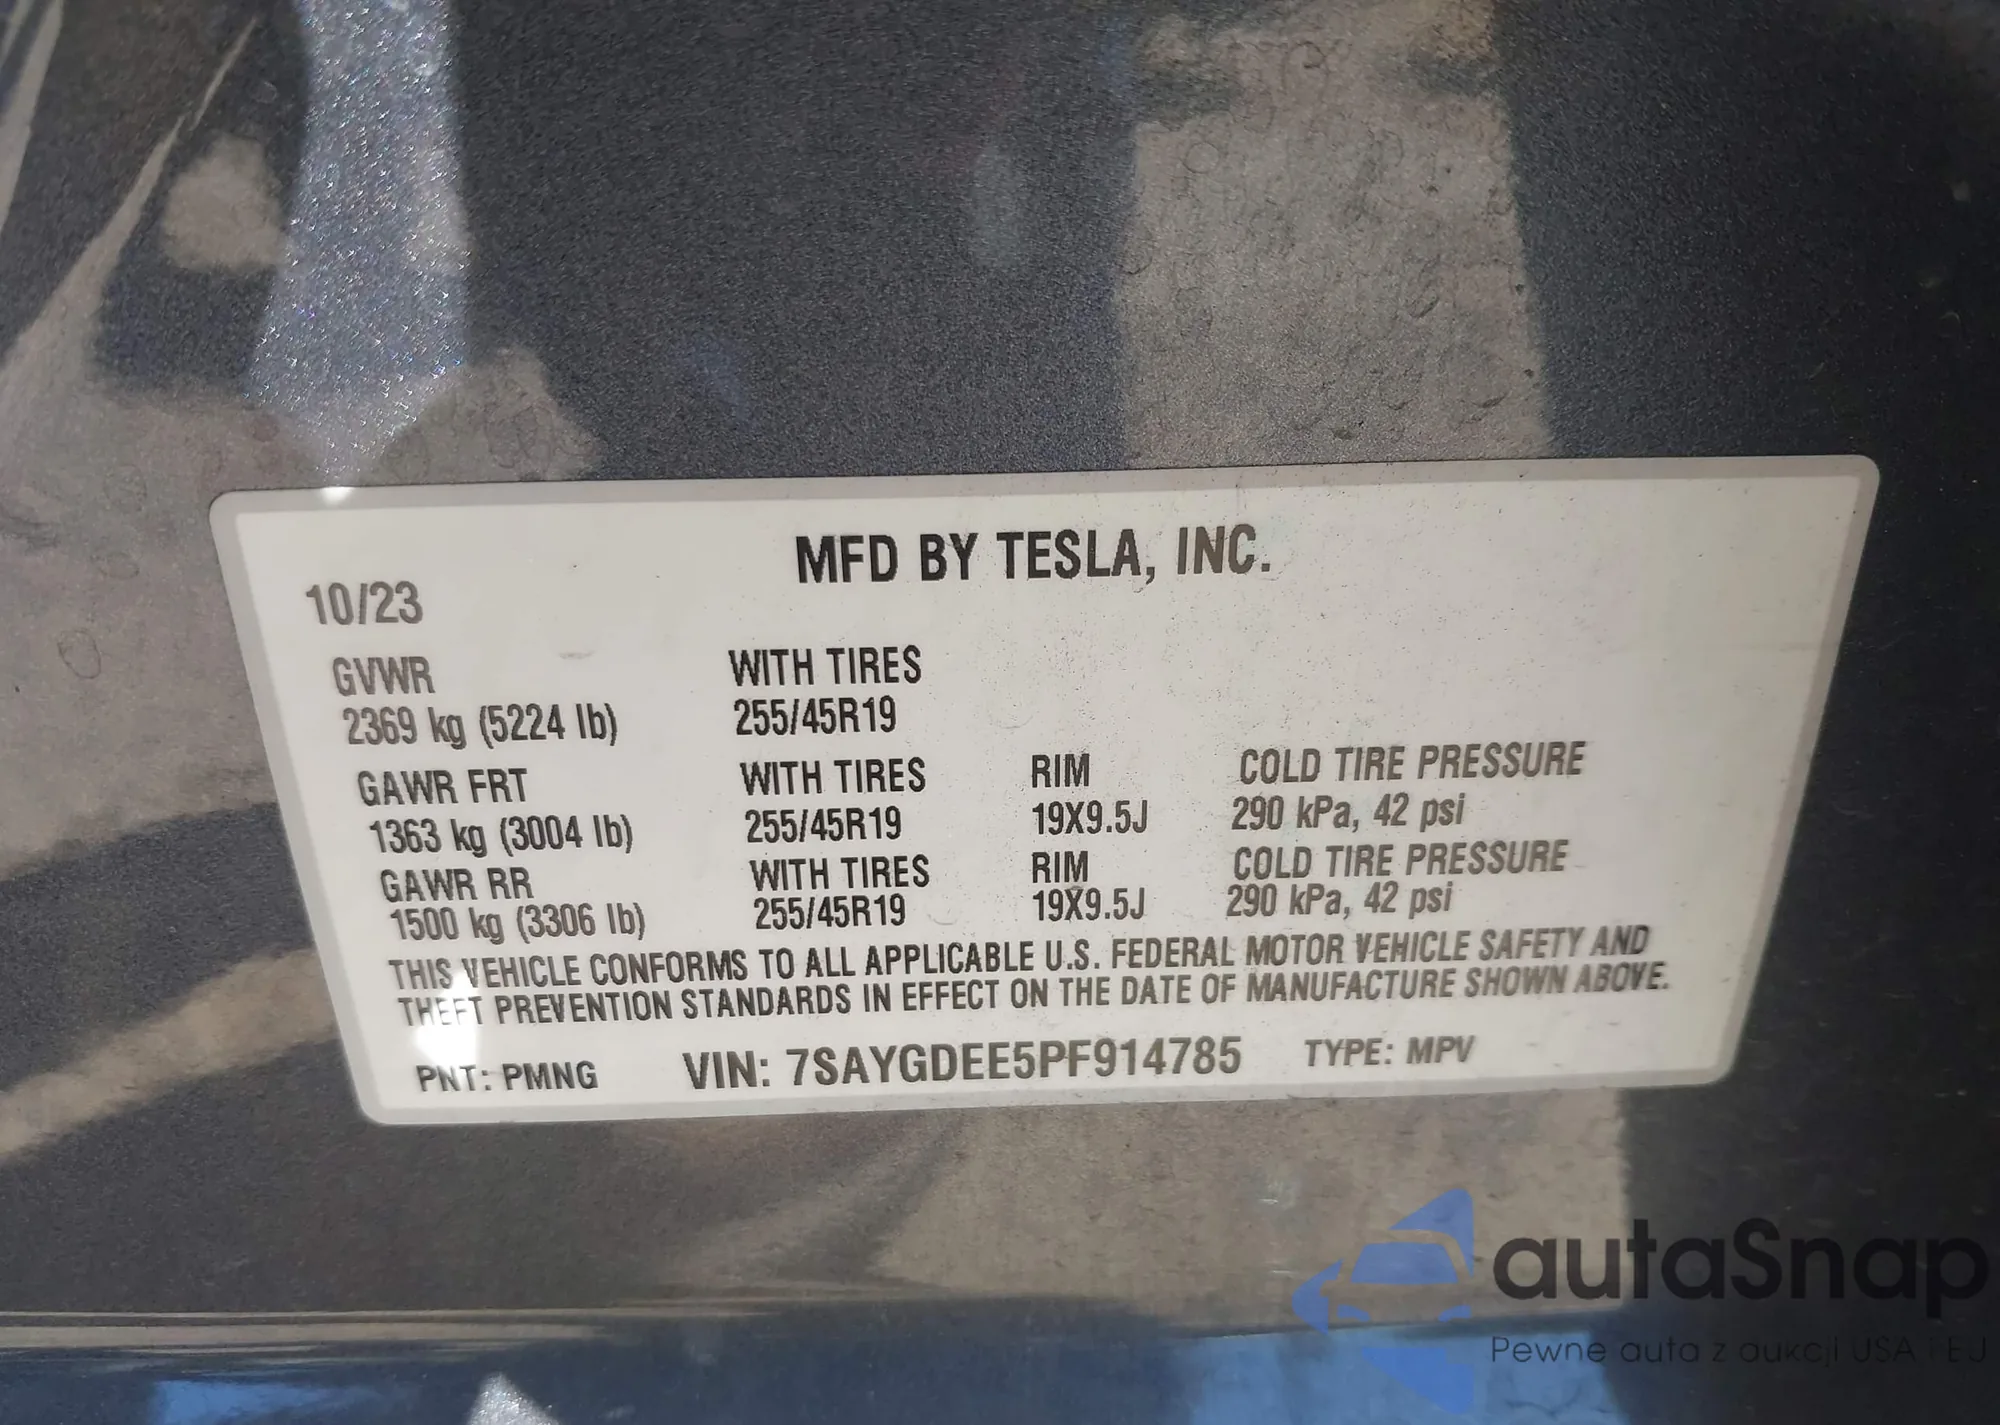 MFD BY TESLA, INC.
10/23
GVWR WITH TIRES
2369 kg (5224 lb) 255/45R19
GAWR FRT WITH TIRES RIM COLD TIRE PRESSURE
1363 kg (3004 lb) 255/45R19 19X9.5J 290 kPa, 42 psi
GAWR RR WITH TIRES RIM COLD TIRE PRESSURE
1500 kg (3306 lb) 255/45R19 19X9.5J 290 kPa, 42 psi
THIS VEHICLE CONFORMS TO ALL APPLICABLE U.S. FEDERAL MOTOR VEHICLE SAFETY AND
THEFT PREVENTION STANDARDS IN EFFECT ON THE DATE OF MANUFACTURE SHOWN ABOVE.
PNT: PMNG VIN: 7SAYGDEE5PF914785 TYPE: MPV
autaSnap
Pewne auta z aukcji USA i EU